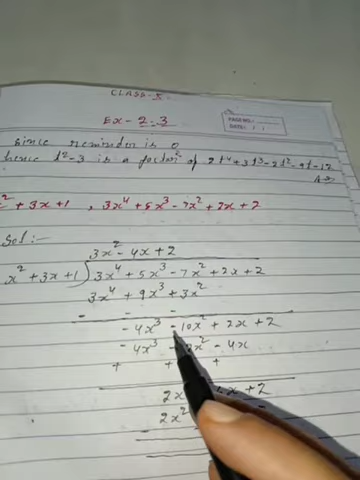 CLASS-X
Ex - 2.3
PAGE NO.:
DATE: / /
Since remainder is 0
hence t²-3 is a factor of 2t⁴+3t³-2t²-9t-12
x²+3x+1 , 3x⁴+5x³-7x²+2x+2
Sol:-
3x²-4x+2
x²+3x+1 ) 3x⁴+5x³-7x²+2x+2
3x⁴+9x³+3x²
- - -
-4x³-10x²+2x+2
-4x³ x²-4x
+ + +
2x x+2
2x²